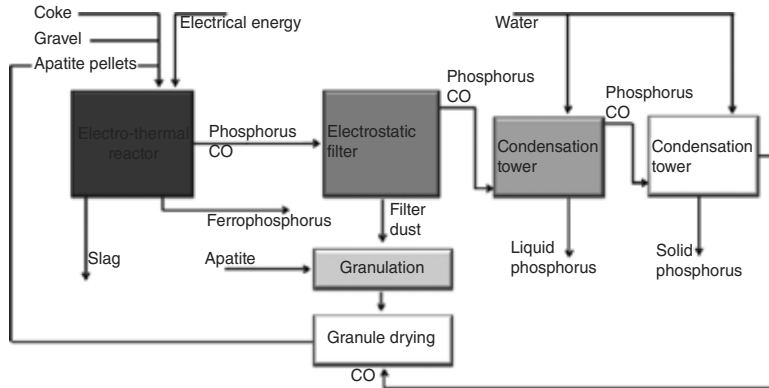 Coke
Electrical energy
Gravel
Apatite pellets
Water
Electro-thermal
reactor
Phosphorus
CO
Electrostatic
filter
Phosphorus
CO
Condensation
tower
Phosphorus
CO
Condensation
tower
Ferrophosphorus
Slag
Filter
dust
Apatite
Granulation
Liquid
phosphorus
Solid
phosphorus
Granule drying
CO